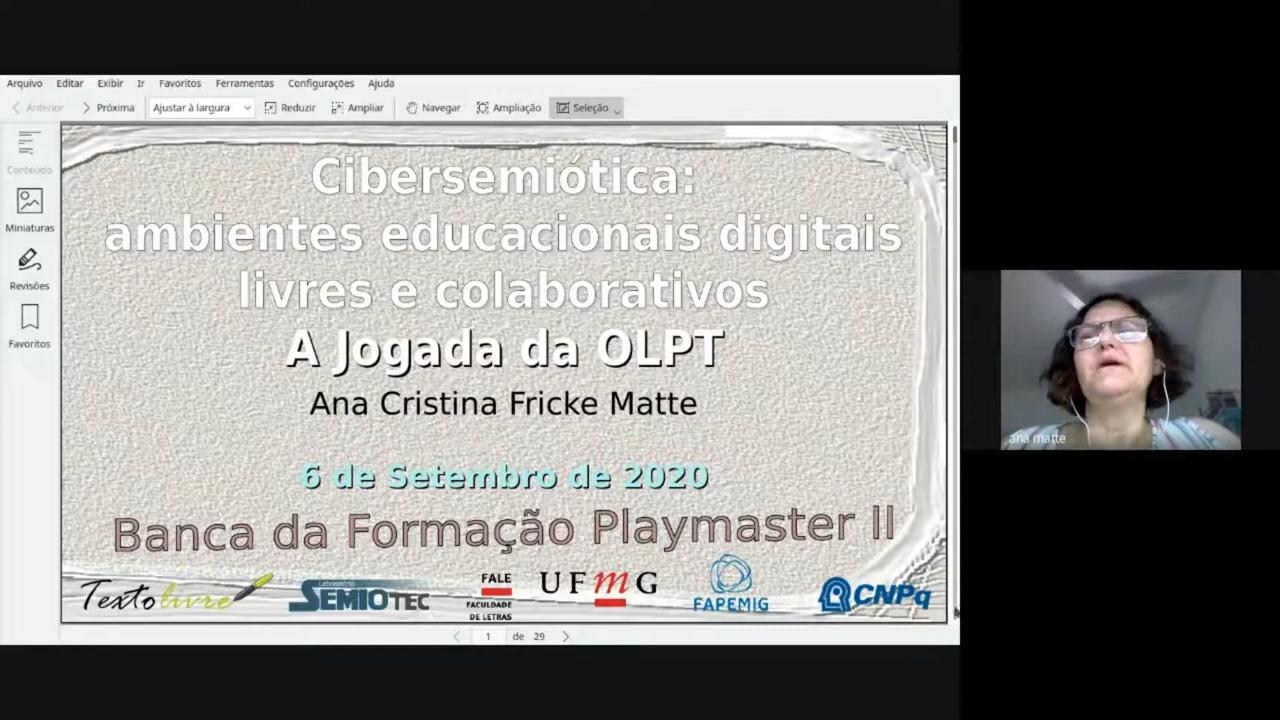 Arquivo Editar Exibir Ir Favoritos Ferramentas Configurações Ajuda
Anterior Próxima Ajustar à largura Reduzir Ampliar Navegar Ampliação Seleção
Conteúdo
Miniaturas
Revisões
Favoritos
Cibersemiótica:
ambientes educacionais digitais
livres e colaborativos
A Jogada da OLPT
Ana Cristina Fricke Matte
6 de Setembro de 2020
Banca da Formação Playmaster II
Textolivre
Laboratório
SEMIOTEC
FALE
FACULDADE
DE LETRAS
UFmG
FAPEMIG
CNPq
1 de 29
ana matte